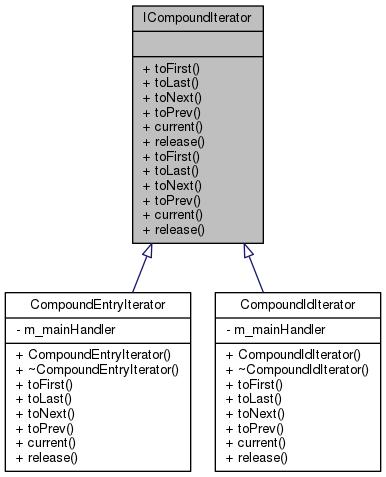 ICompoundIterator
+ toFirst()
+ toLast()
+ toNext()
+ toPrev()
+ current()
+ release()
+ toFirst()
+ toLast()
+ toNext()
+ toPrev()
+ current()
+ release()
CompoundEntryIterator
- m_mainHandler
+ CompoundEntryIterator()
+ ~CompoundEntryIterator()
+ toFirst()
+ toLast()
+ toNext()
+ toPrev()
+ current()
+ release()
CompoundIdIterator
- m_mainHandler
+ CompoundIdIterator()
+ ~CompoundIdIterator()
+ toFirst()
+ toLast()
+ toNext()
+ toPrev()
+ current()
+ release()